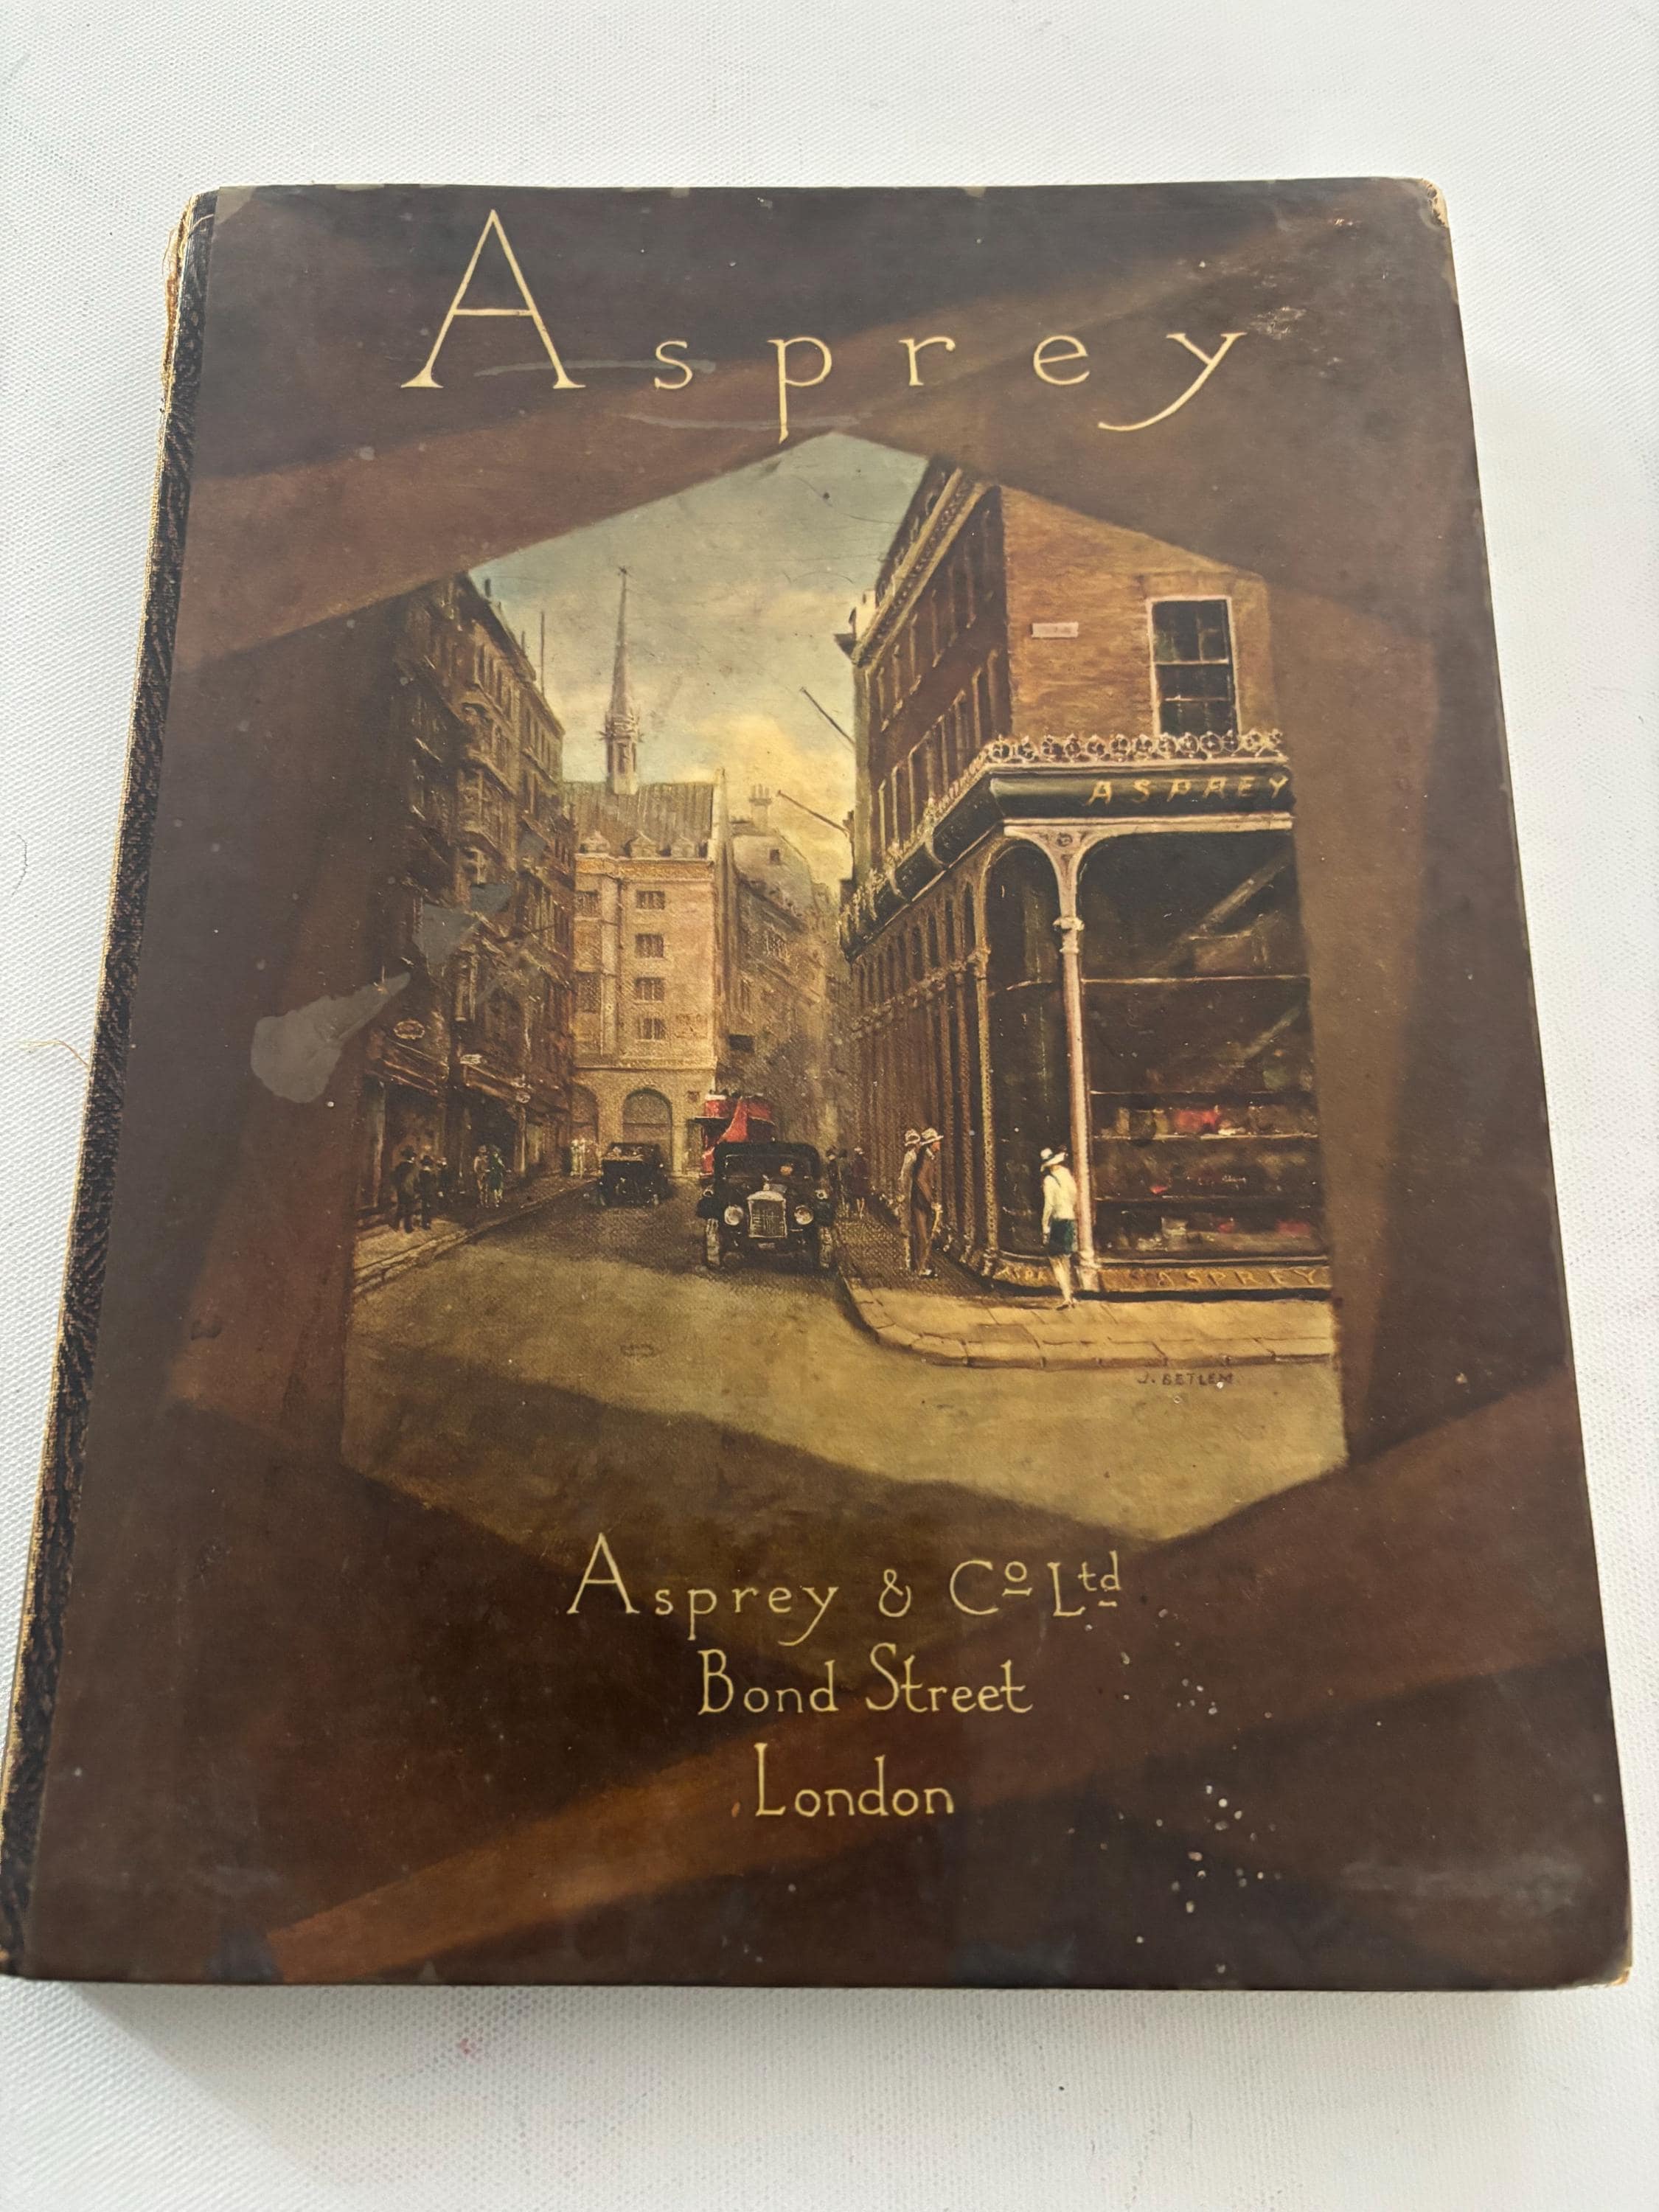 Asprey
ASPREY
ASPREY
J. BETLEM
Asprey & Co Ltd
Bond Street
London